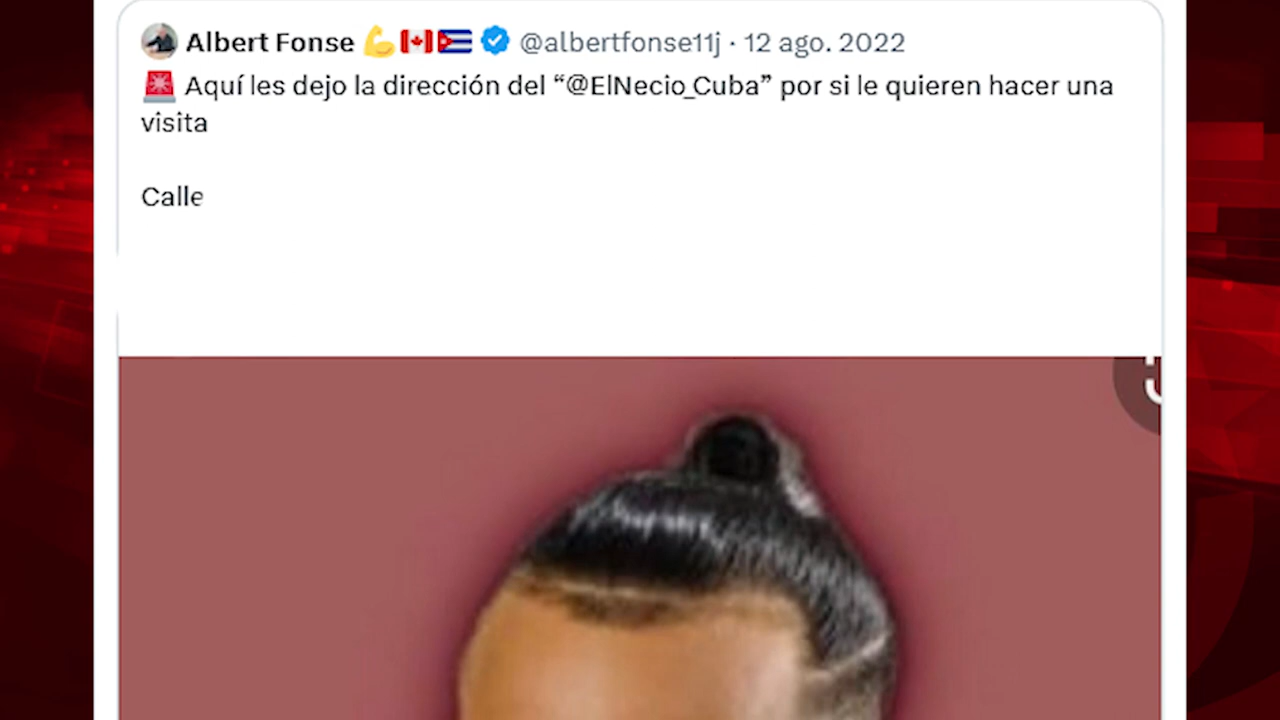 Albert Fonse 💪🇨🇦🇨🇺 @albertfonse11j · 12 ago. 2022
🚨 Aquí les dejo la dirección del “@ElNecio_Cuba” por si le quieren hacer una
visita
Calle